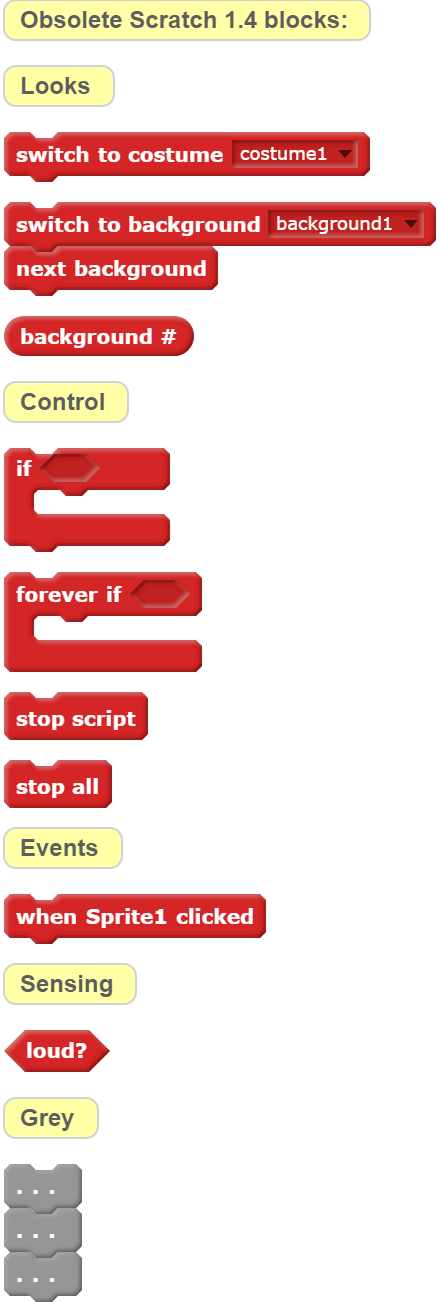 Obsolete Scratch 1.4 blocks:
Looks
switch to costume costume1
switch to background background1
next background
background #
Control
if
forever if
stop script
stop all
Events
when Sprite1 clicked
Sensing
loud?
Grey
. . .
. . .
. . .